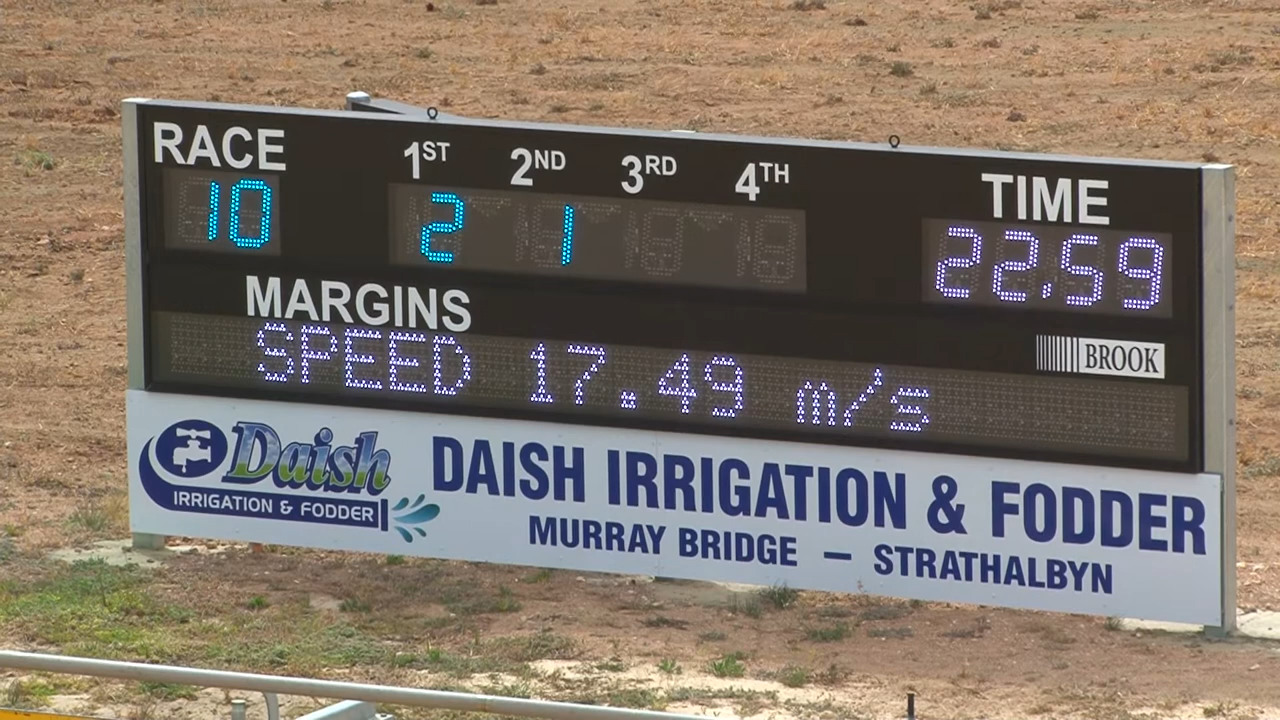 RACE 1ST 2ND 3RD 4TH TIME
10 2 1 22.59
MARGINS
BROOK
SPEED 17.49 m/s
Daish
IRRIGATION & FODDER
DAISH IRRIGATION & FODDER
MURRAY BRIDGE – STRATHALBYN